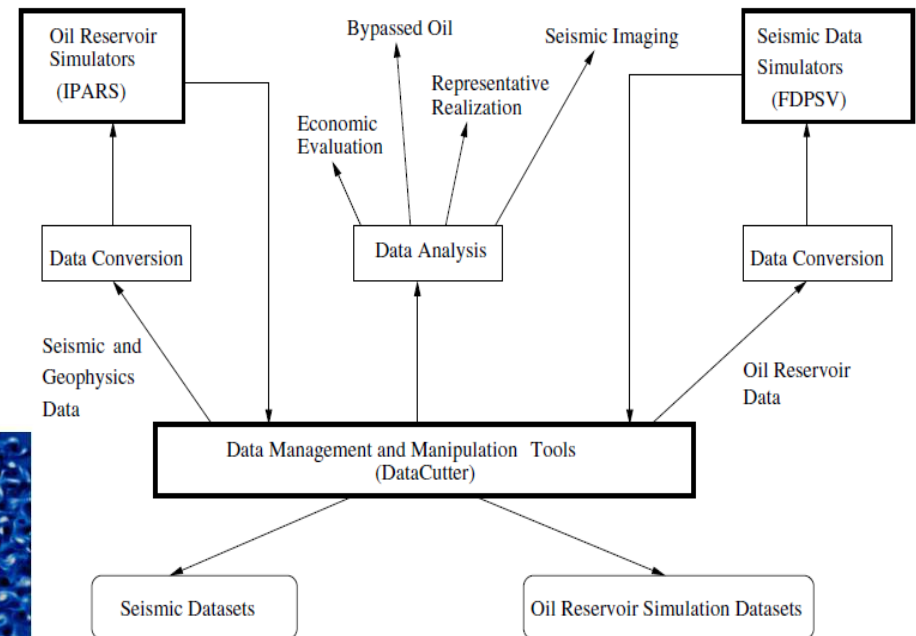 Oil Reservoir
Simulators
(IPARS)
Bypassed Oil
Seismic Imaging
Seismic Data
Simulators
(FDPSV)
Representative
Realization
Economic
Evaluation
Data Conversion
Data Analysis
Data Conversion
Seismic and
Geophysics
Data
Oil Reservoir
Data
Data Management and Manipulation Tools
(DataCutter)
Seismic Datasets
Oil Reservoir Simulation Datasets